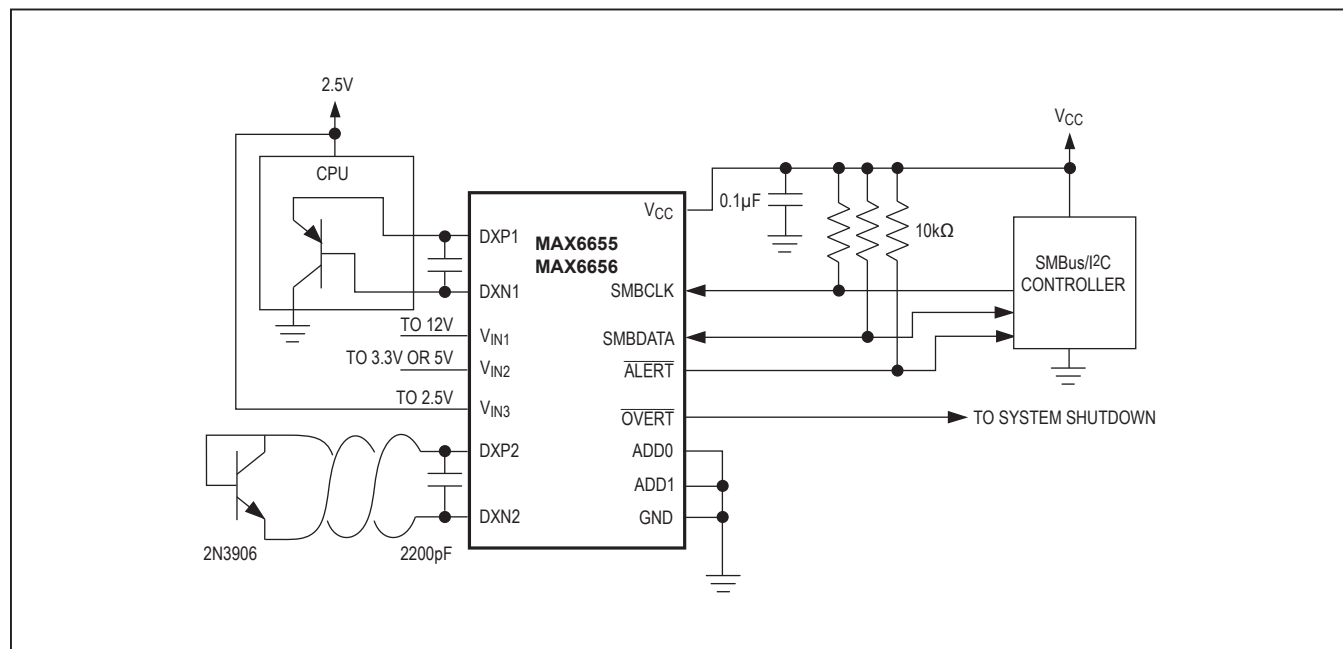 2.5V
CPU
VCC
0.1µF
10kΩ
SMBus/I2C
CONTROLLER
MAX6655
MAX6656
VCC
DXP1
DXN1
SMBCLK
TO 12V
VIN1
SMBDATA
TO 3.3V OR 5V
VIN2
ALERT
TO 2.5V
VIN3
OVERT
TO SYSTEM SHUTDOWN
DXP2
ADD0
ADD1
DXN2
GND
2N3906
2200pF